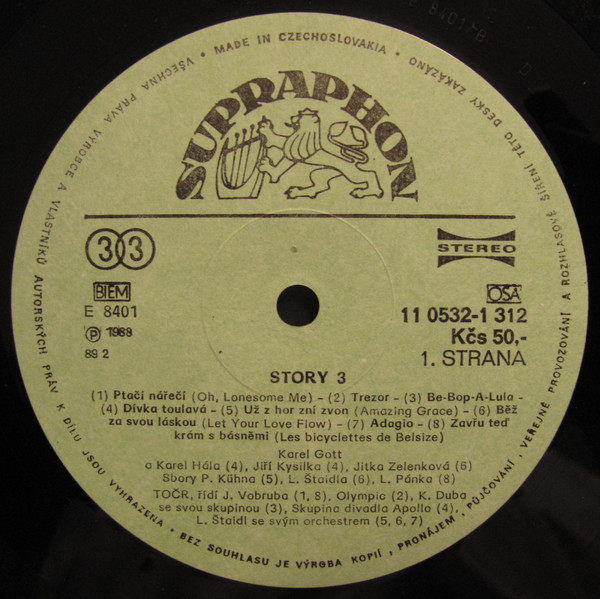 E 8401-B
• MADE IN CZECHOSLOVAKIA •
SUPRAPHON
33
STEREO
BIEM
OSA
E 8401
11 0532-1 312
Ⓟ 1989
Kčs 50,-
89 2
1. STRANA
STORY 3
(1) Ptačí nářečí (Oh, Lonesome Me) - (2) Trezor - (3) Be-Bop-A-Lula -
(4) Dívka toulavá - (5) Už z hor zní zvon (Amazing Grace) - (6) Běž
za svou láskou (Let Your Love Flow) - (7) Adagio - (8) Zavřu teď
krám s básněmi (Les bicyclettes de Belsize)
Karel Gott
a Karel Hála (4), Jiří Kysilka (4), Jitka Zelenková (6)
Sbory P. Kühna (5), L. Štaidla (6), L. Pánka (8)
TOČR, řídí J. Vobruba (1, 8), Olympic (2), K. Duba
se svou skupinou (3), Skupina divadla Apollo (4),
L. Štaidl se svým orchestrem (5, 6, 7)
VŠECHNA PRÁVA VÝROBCE A VLASTNÍKŮ AUTORSKÝCH PRÁV K DÍLU JSOU VYHRAZENA • BEZ SOUHLASU JE VÝROBA KOPIÍ, PRONÁJEM, PŮJČOVÁNÍ, VEŘEJNÉ PROVOZOVÁNÍ A ROZHLASOVÉ ŠÍŘENÍ TÉTO DESKY ZAKÁZÁNO